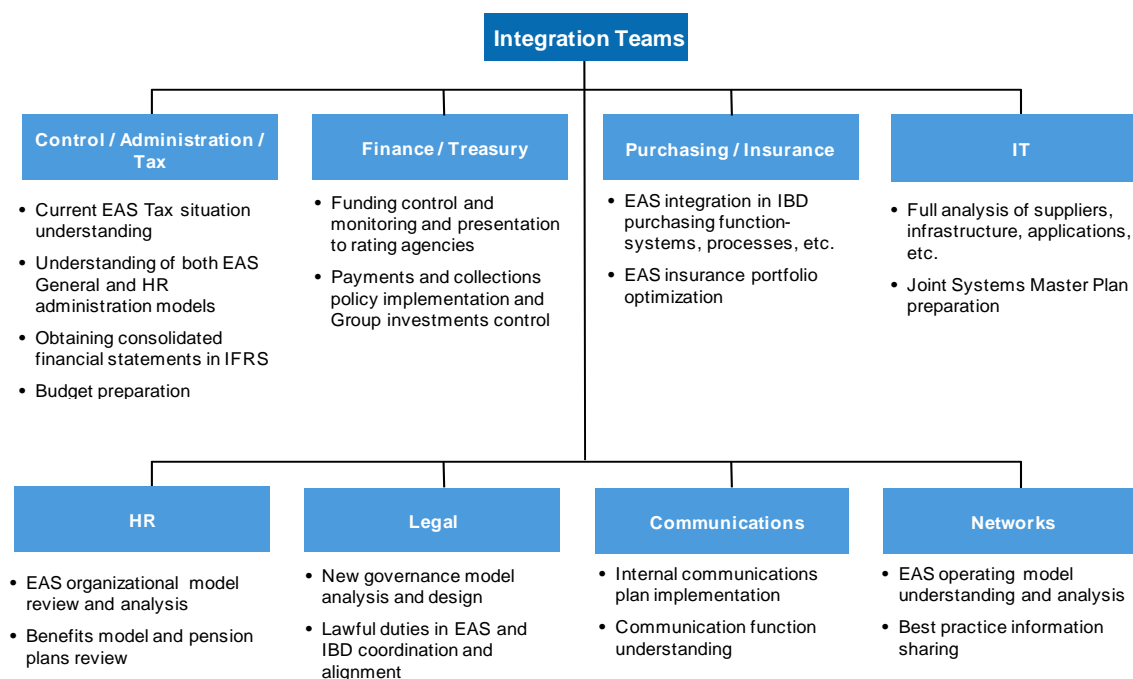 Integration Teams
Control / Administration /
Tax
• Current EAS Tax situation
understanding
• Understanding of both EAS
General and HR
administration models
• Obtaining consolidated
financial statements in IFRS
• Budget preparation
Finance / Treasury
• Funding control and
monitoring and presentation
to rating agencies
• Payments and collections
policy implementation and
Group investments control
Purchasing / Insurance
• EAS integration in IBD
purchasing function-
systems, processes, etc.
• EAS insurance portfolio
optimization
IT
• Full analysis of suppliers,
infrastructure, applications,
etc.
• Joint Systems Master Plan
preparation
HR
• EAS organizational model
review and analysis
• Benefits model and pension
plans review
Legal
• New governance model
analysis and design
• Lawful duties in EAS and
IBD coordination and
alignment
Communications
• Internal communications
plan implementation
• Communication function
understanding
Networks
• EAS operating model
understanding and analysis
• Best practice information
sharing